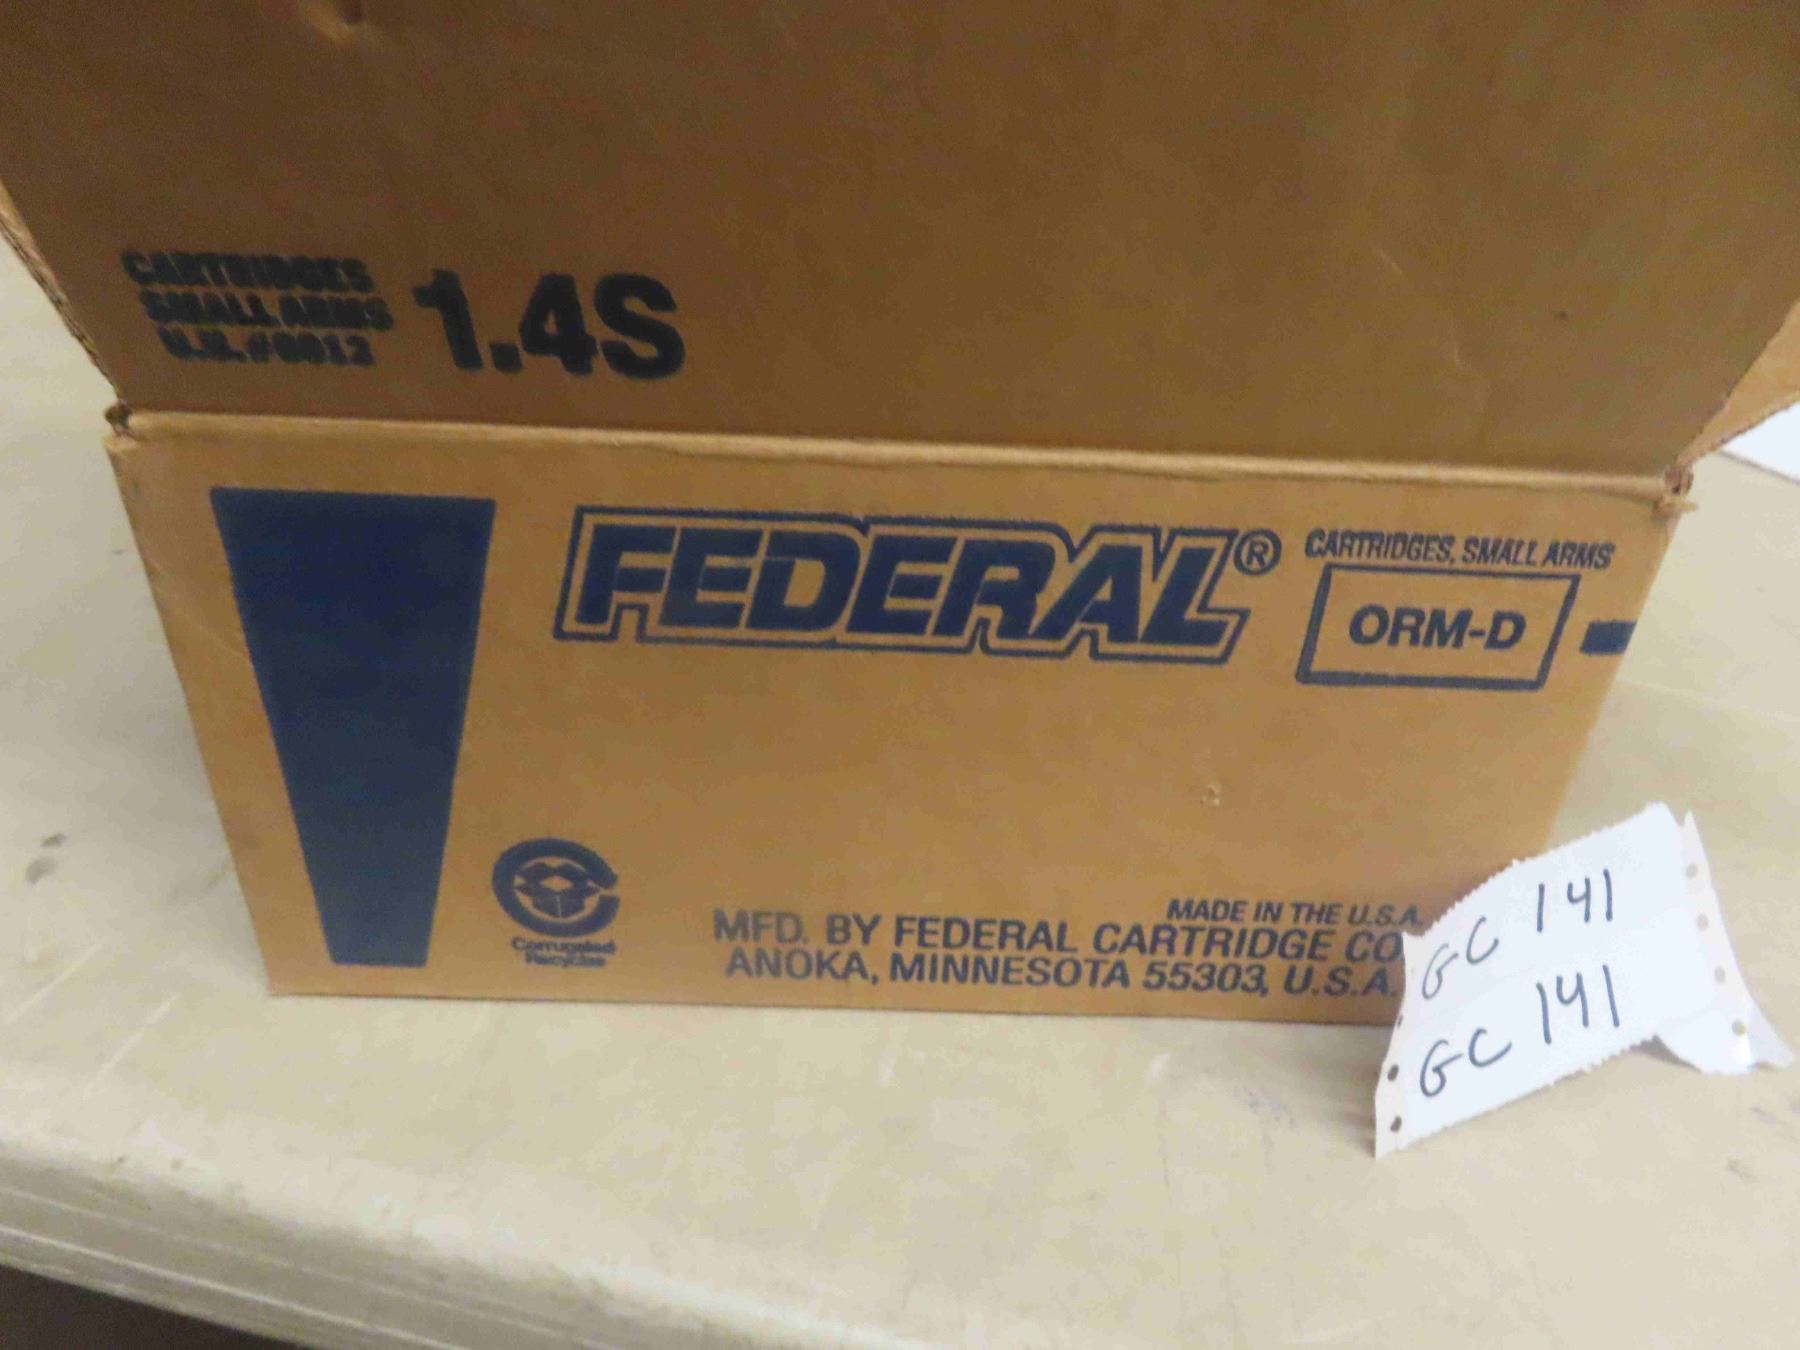 CARTRIDGES
SMALL ARMS
U.N.#0012
1.4S
FEDERAL®
CARTRIDGES, SMALL ARMS
ORM-D
Corrugated
Recycles
MADE IN THE U.S.A.
MFD. BY FEDERAL CARTRIDGE CO
ANOKA, MINNESOTA 55303, U.S.A.
GC 141
GC 141